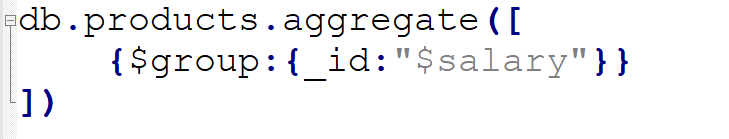 db.products.aggregate([
    {$group:{_id:"$salary"}}
])